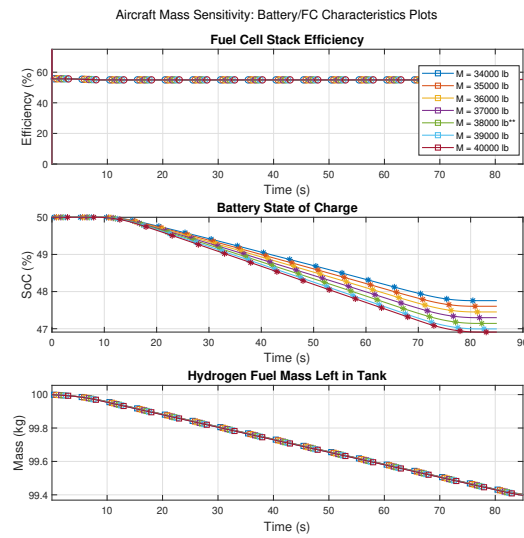 Aircraft Mass Sensitivity: Battery/FC Characteristics Plots
Fuel Cell Stack Efficiency
Efficiency (%)
60
40
20
0
0 10 20 30 40 50 60 70 80
Time (s)
M = 34000 lb
M = 35000 lb
M = 36000 lb
M = 37000 lb
M = 38000 lb**
M = 39000 lb
M = 40000 lb
Battery State of Charge
SoC (%)
50
49
48
47
0 10 20 30 40 50 60 70 80 90
Time (s)
Hydrogen Fuel Mass Left in Tank
Mass (kg)
100
99.8
99.6
99.4
0 10 20 30 40 50 60 70 80
Time (s)